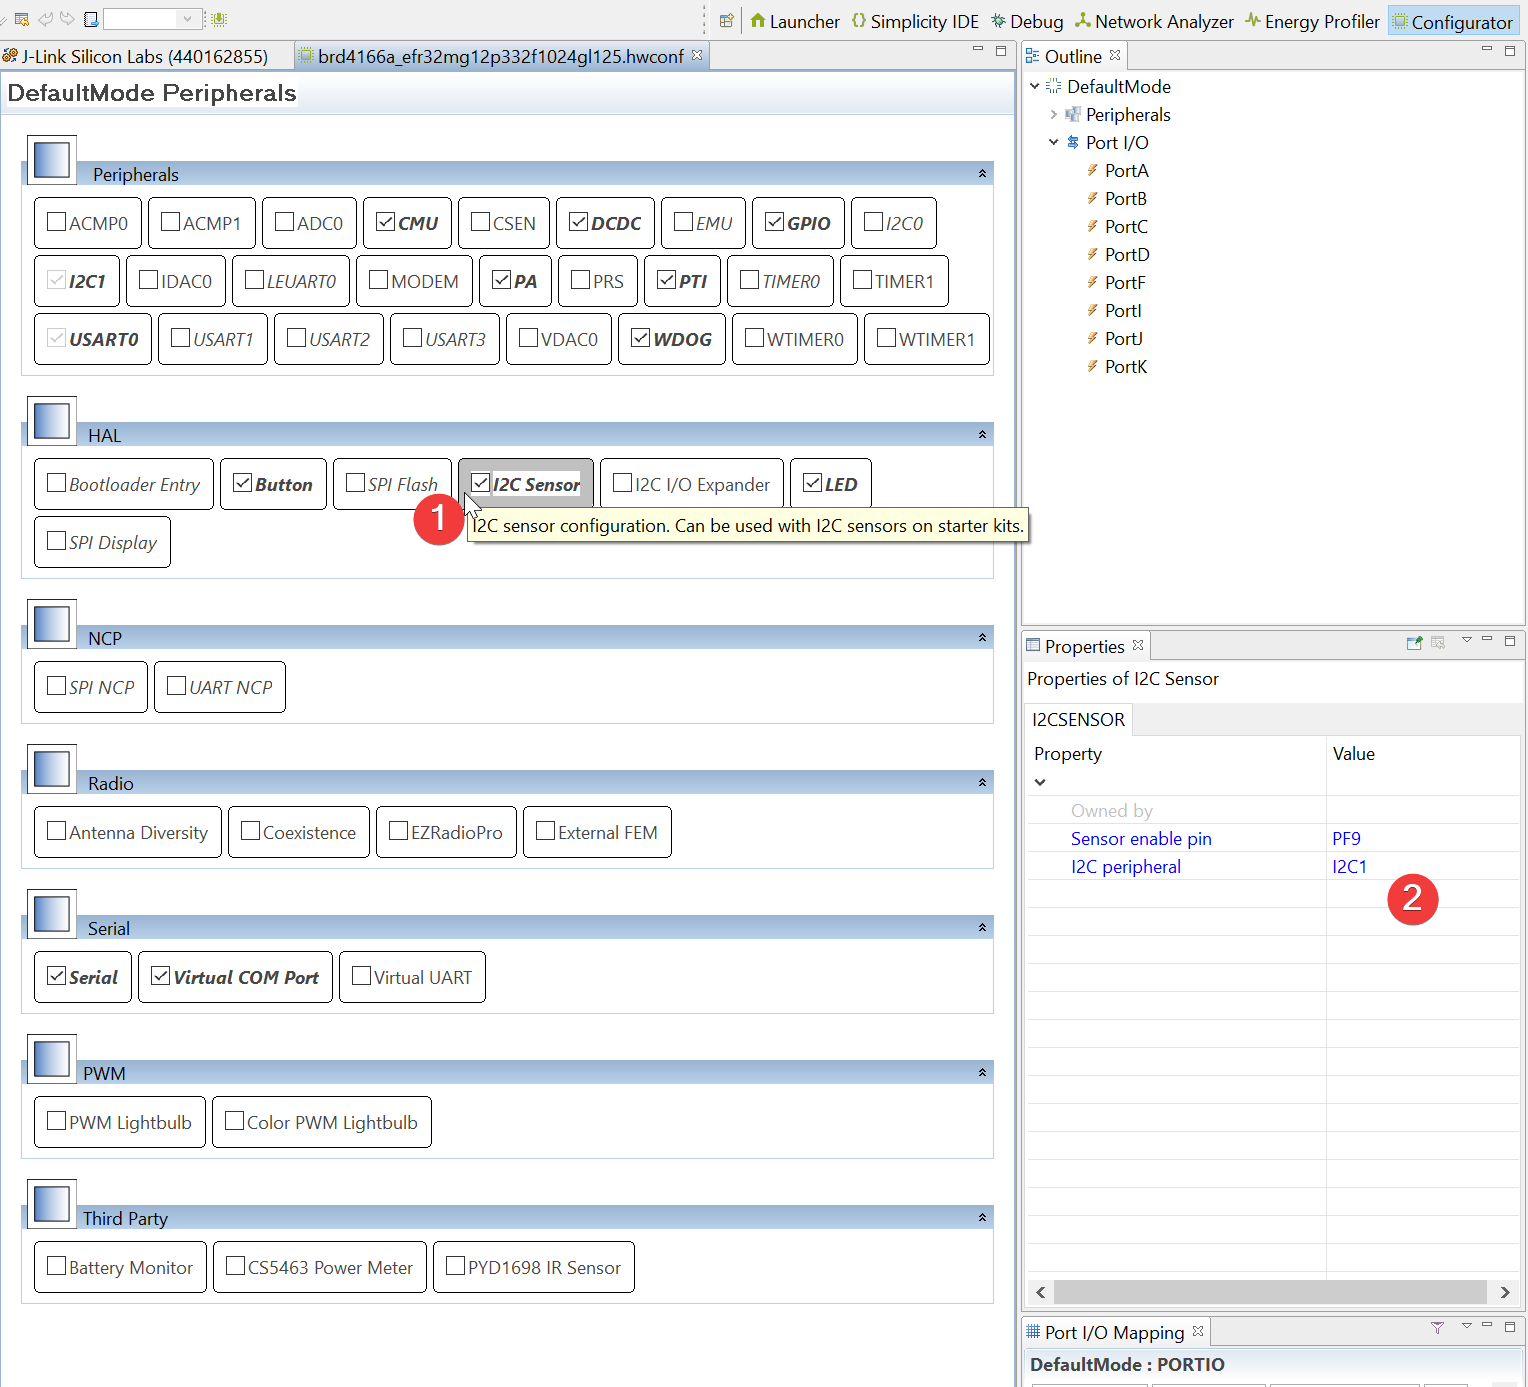 Launcher {} Simplicity IDE Debug Network Analyzer Energy Profiler Configurator
J-Link Silicon Labs (440162855) brd4166a_efr32mg12p332f1024gl125.hwconf
DefaultMode Peripherals
Peripherals
ACMP0 ACMP1 ADC0 CMU CSEN DCDC EMU GPIO I2C0
I2C1 IDAC0 LEUART0 MODEM PA PRS PTI TIMER0 TIMER1
USART0 USART1 USART2 USART3 VDAC0 WDOG WTIMER0 WTIMER1
HAL
Bootloader Entry Button SPI Flash I2C Sensor I2C I/O Expander LED
1
I2C sensor configuration. Can be used with I2C sensors on starter kits.
SPI Display
NCP
SPI NCP UART NCP
Radio
Antenna Diversity Coexistence EZRadioPro External FEM
Serial
Serial Virtual COM Port Virtual UART
PWM
PWM Lightbulb Color PWM Lightbulb
Third Party
Battery Monitor CS5463 Power Meter PYD1698 IR Sensor
Outline
DefaultMode
Peripherals
Port I/O
PortA
PortB
PortC
PortD
PortF
PortI
PortJ
PortK
Properties
Properties of I2C Sensor
I2CSENSOR
Property Value
Owned by
Sensor enable pin PF9
I2C peripheral I2C1
2
Port I/O Mapping
DefaultMode : PORTIO